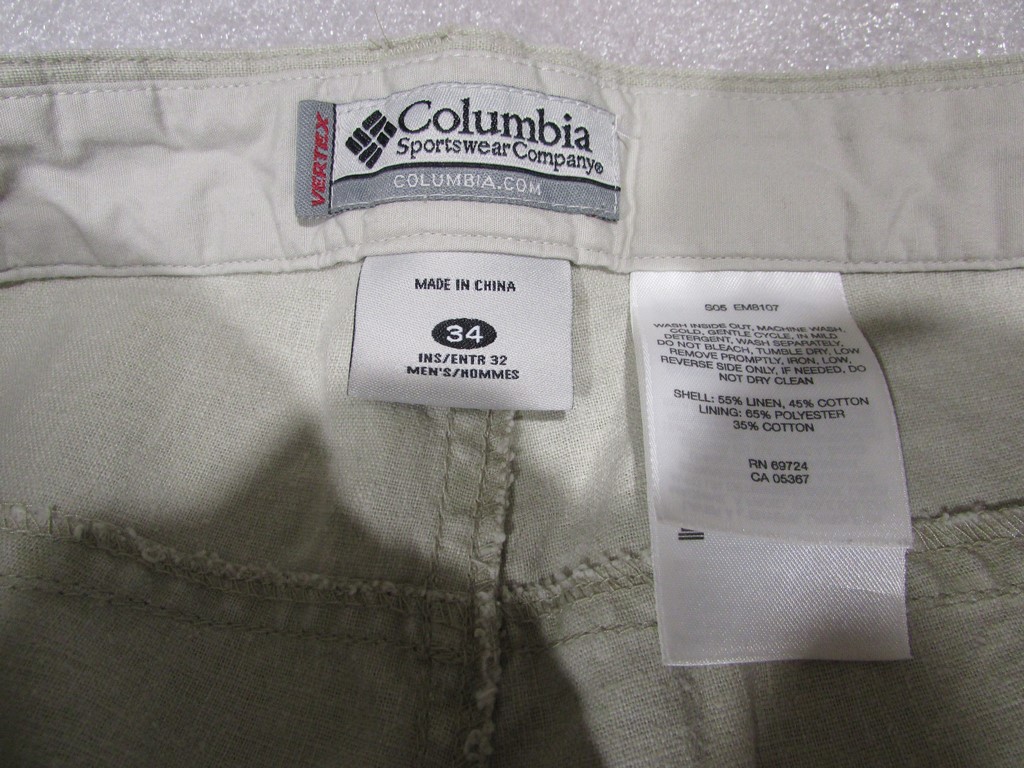 VERTEX
Columbia
Sportswear Company®
COLUMBIA.COM
MADE IN CHINA
34
INS/ENTR 32
MEN'S/HOMMES
S05 EM8107
WASH INSIDE OUT, MACHINE WASH,
COLD, GENTLE CYCLE, IN MILD
DETERGENT, WASH SEPARATELY,
DO NOT BLEACH, TUMBLE DRY, LOW
REMOVE PROMPTLY, IRON, LOW,
REVERSE SIDE ONLY, IF NEEDED, DO
NOT DRY CLEAN
SHELL: 55% LINEN, 45% COTTON
LINING: 65% POLYESTER
35% COTTON
RN 69724
CA 05367